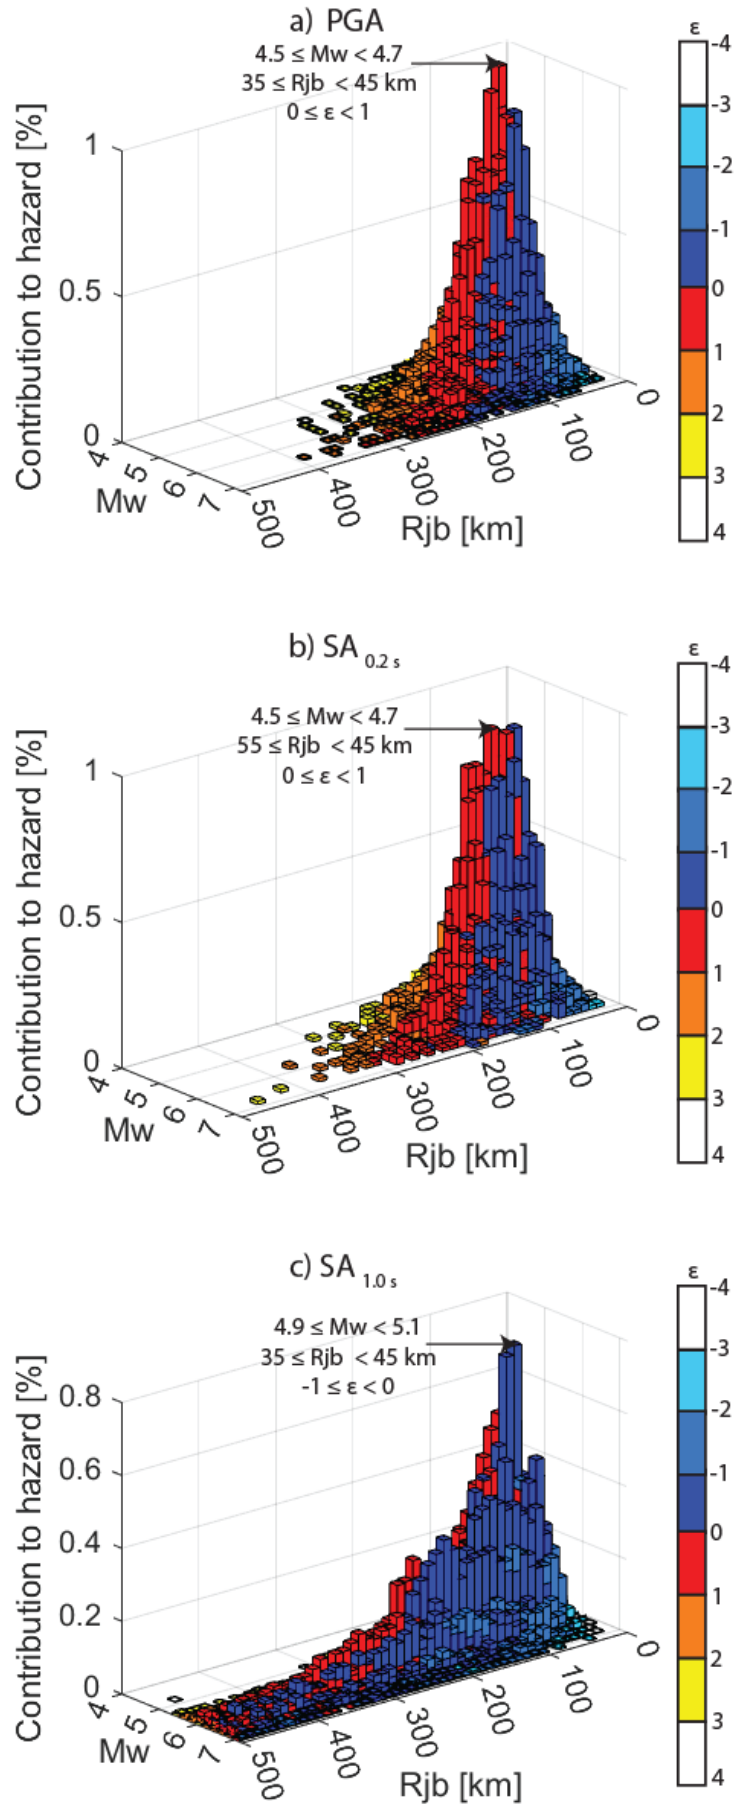 a) PGA
4.5 ≤ Mw < 4.7
35 ≤ Rjb < 45 km
0 ≤ ε < 1
Contribution to hazard [%]
1
0.5
0
4
5
6
7
Mw
500
400
300
200
100
0
Rjb [km]
ε
-4
-3
-2
-1
0
1
2
3
4
b) SA 0.2 s
4.5 ≤ Mw < 4.7
55 ≤ Rjb < 45 km
0 ≤ ε < 1
Contribution to hazard [%]
1
0.5
0
4
5
6
7
Mw
500
400
300
200
100
0
Rjb [km]
ε
-4
-3
-2
-1
0
1
2
3
4
c) SA 1.0 s
4.9 ≤ Mw < 5.1
35 ≤ Rjb < 45 km
-1 ≤ ε < 0
Contribution to hazard [%]
0.8
0.6
0.4
0.2
0
4
5
6
7
Mw
500
400
300
200
100
0
Rjb [km]
ε
-4
-3
-2
-1
0
1
2
3
4